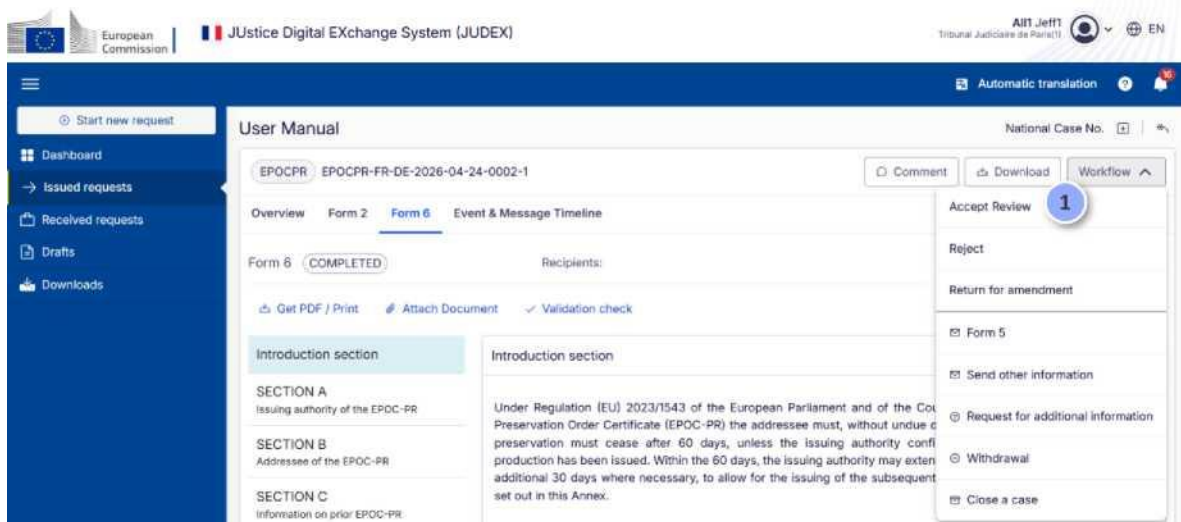 European
Commission
JUstice Digital EXchange System (JUDEX)
All1 Jeff1
Tribunal Judiciaire de Paris(1)
EN
Automatic translation
16
Start new request
Dashboard
Issued requests
Received requests
Drafts
Downloads
User Manual
National Case No.
EPOCPR EPOCPR-FR-DE-2026-04-24-0002-1
Comment
Download
Workflow
Overview Form 2 Form 6 Event & Message Timeline
Form 6 COMPLETED Recipients:
Get PDF / Print Attach Document Validation check
Accept Review
1
Reject
Return for amendment
Form 5
Send other information
Request for additional information
Withdrawal
Close a case
Introduction section
SECTION A
Issuing authority of the EPOC-PR
SECTION B
Addressee of the EPOC-PR
SECTION C
Information on prior EPOC-PR
Introduction section
Under Regulation (EU) 2023/1543 of the European Parliament and of the Cou
Preservation Order Certificate (EPOC-PR) the addressee must, without undue d
preservation must cease after 60 days, unless the issuing authority confi
production has been issued. Within the 60 days, the issuing authority may exten
additional 30 days where necessary, to allow for the issuing of the subsequent
set out in this Annex.